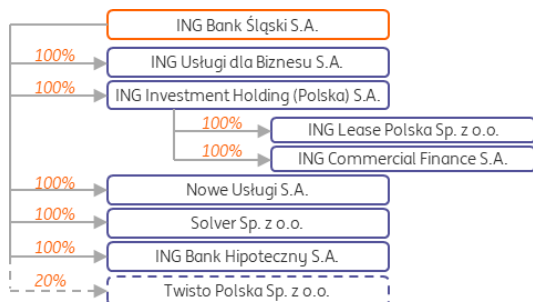 ING Bank Śląski S.A.
100% ING Usługi dla Biznesu S.A.
100% ING Investment Holding (Polska) S.A.
100% ING Lease Polska Sp. z o.o.
100% ING Commercial Finance S.A.
100% Nowe Usługi S.A.
100% Solver Sp. z o.o.
100% ING Bank Hipoteczny S.A.
20% Twisto Polska Sp. z o.o.